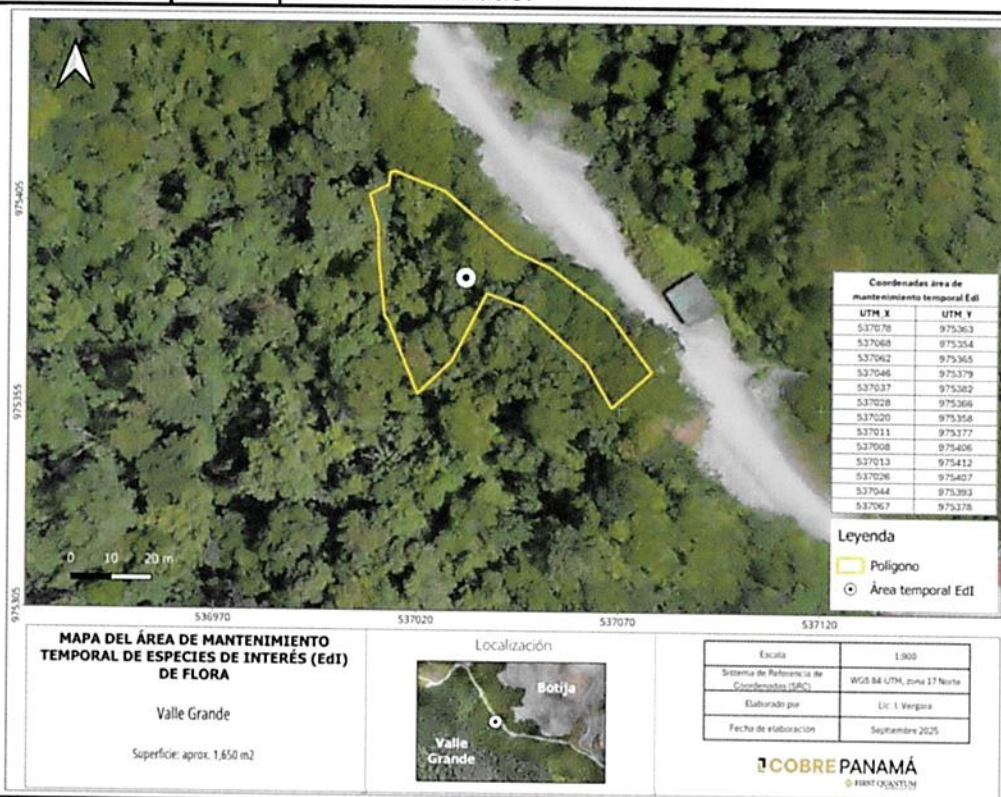 975405
975355
975305
536970
537020
537070
537120
0 10 20 m
Coordenadas área de
mantenimiento temporal EdI
UTM_X UTM_Y
537078 975363
537068 975354
537062 975365
537046 975379
537037 975382
537028 975366
537020 975358
537011 975377
537008 975406
537013 975412
537026 975407
537044 975393
537067 975378
Leyenda
Polígono
Área temporal EdI
MAPA DEL ÁREA DE MANTENIMIENTO
TEMPORAL DE ESPECIES DE INTERÉS (EdI)
DE FLORA
Valle Grande
Superficie: aprox. 1,650 m2
Localización
Botija
Valle
Grande
Escala 1:900
Sistema de Referencia de
Coordenadas (SRC) WGS 84 UTM, zona 17 Norte
Elaborado por Lic. I. Vergara
Fecha de elaboración Septiembre 2025
COBRE PANAMÁ
FIRST QUANTUM